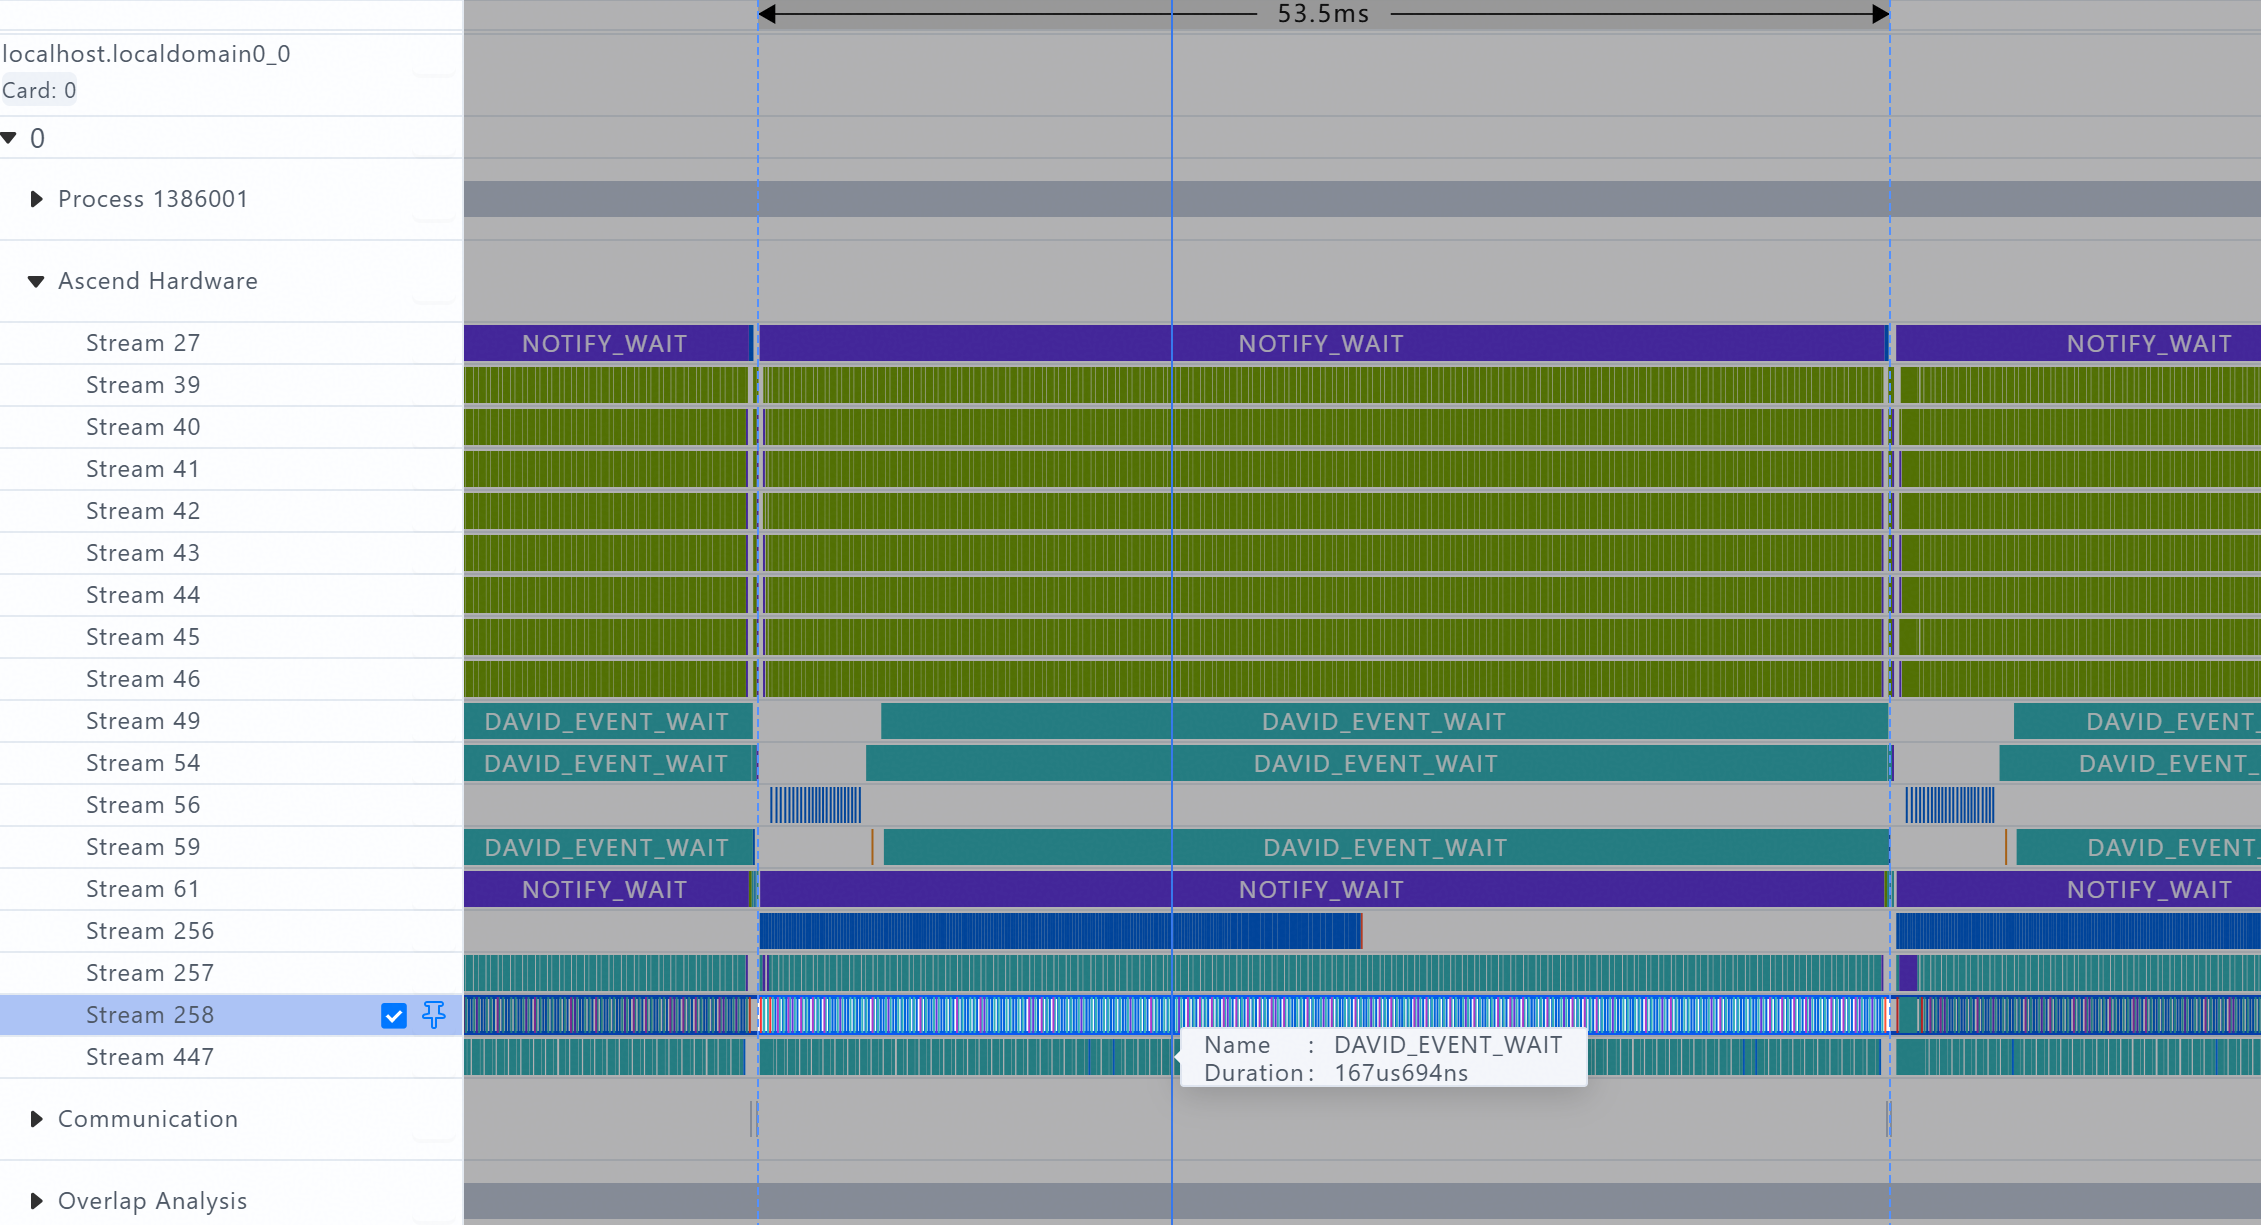 53.5ms
localhost.localdomain0_0
Card: 0
0
Process 1386001
Ascend Hardware
Stream 27
NOTIFY_WAIT NOTIFY_WAIT NOTIFY_WAIT
Stream 39
Stream 40
Stream 41
Stream 42
Stream 43
Stream 44
Stream 45
Stream 46
Stream 49
DAVID_EVENT_WAIT DAVID_EVENT_WAIT DAVID_EVENT_
Stream 54
DAVID_EVENT_WAIT DAVID_EVENT_WAIT DAVID_EVENT_
Stream 56
Stream 59
DAVID_EVENT_WAIT DAVID_EVENT_WAIT DAVID_EVENT_
Stream 61
NOTIFY_WAIT NOTIFY_WAIT NOTIFY_WAIT
Stream 256
Stream 257
Stream 258
Stream 447
Name : DAVID_EVENT_WAIT
Duration : 167us694ns
Communication
Overlap Analysis